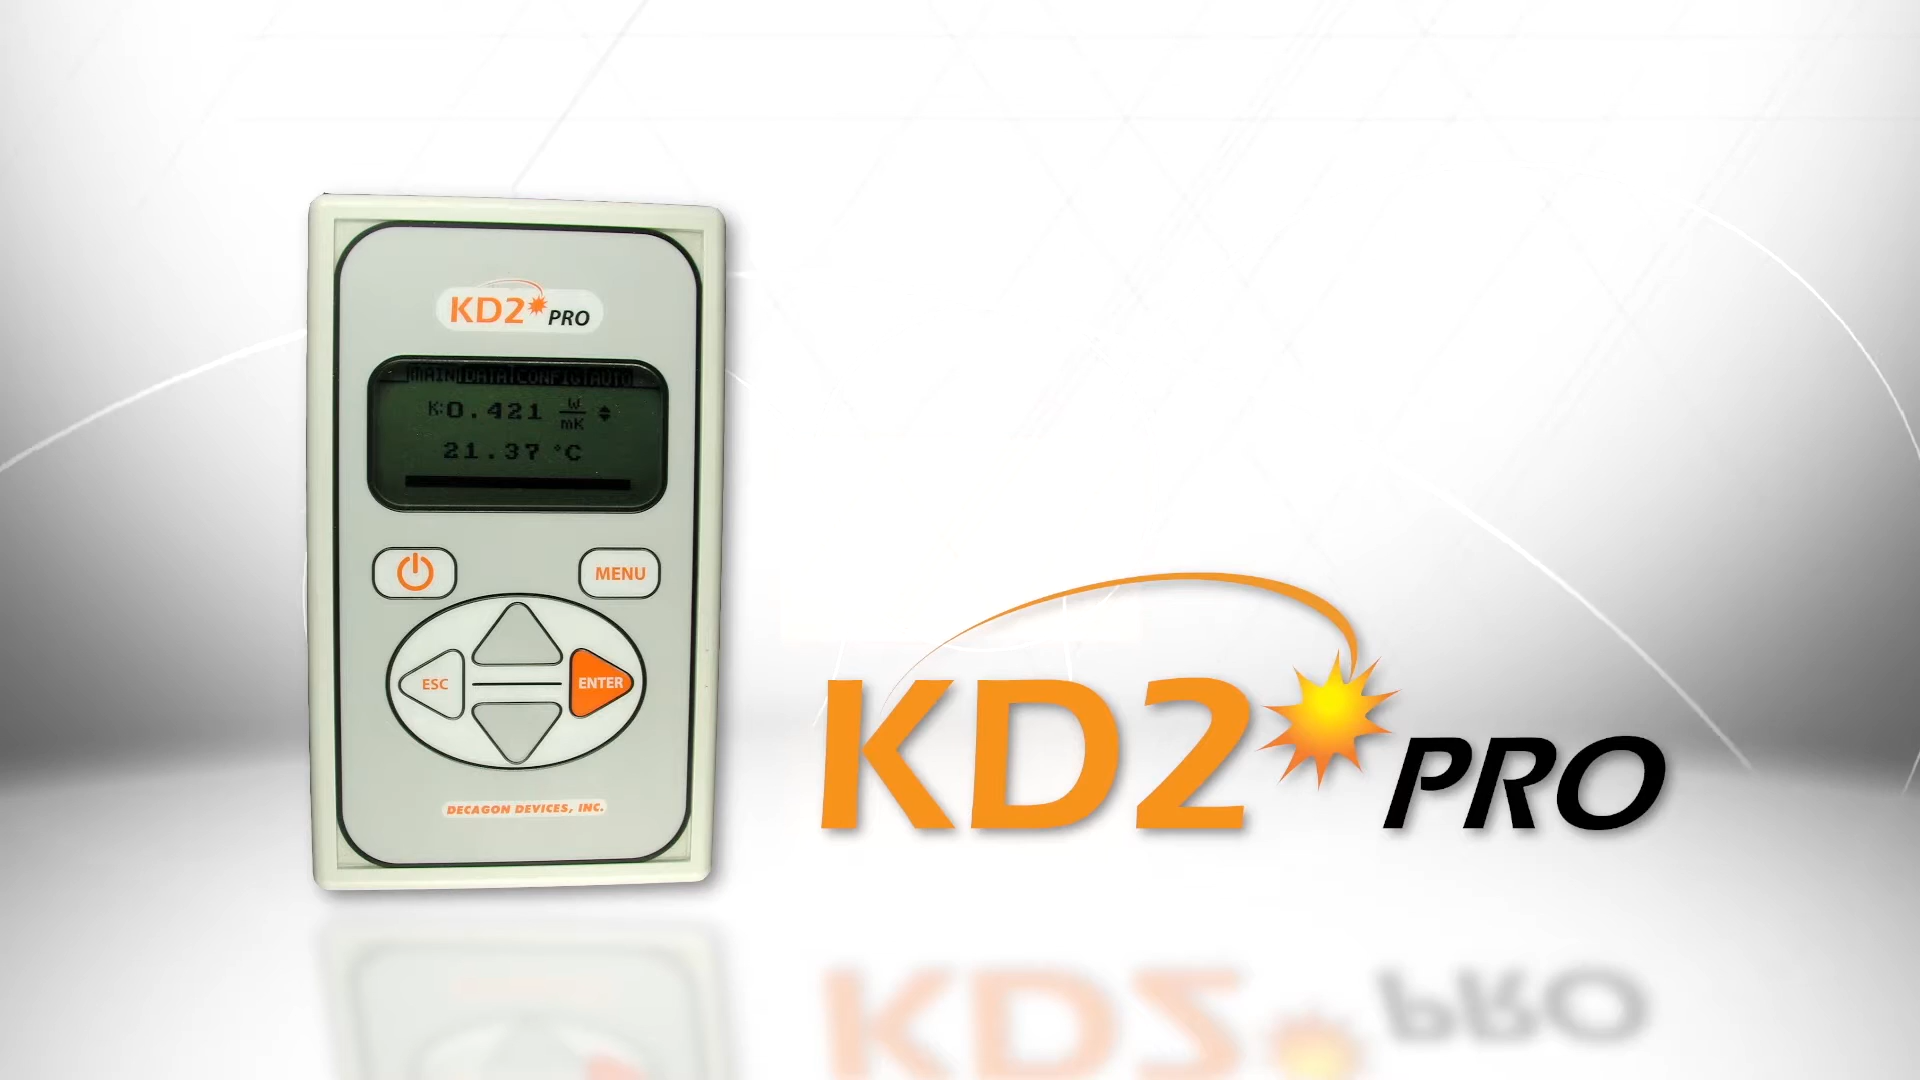 KD2 PRO
MAIN DATA CONFIG AUTO
K:0.421 W/mK
21.37 °C
MENU
ESC
ENTER
DECAGON DEVICES, INC.
KD2 PRO